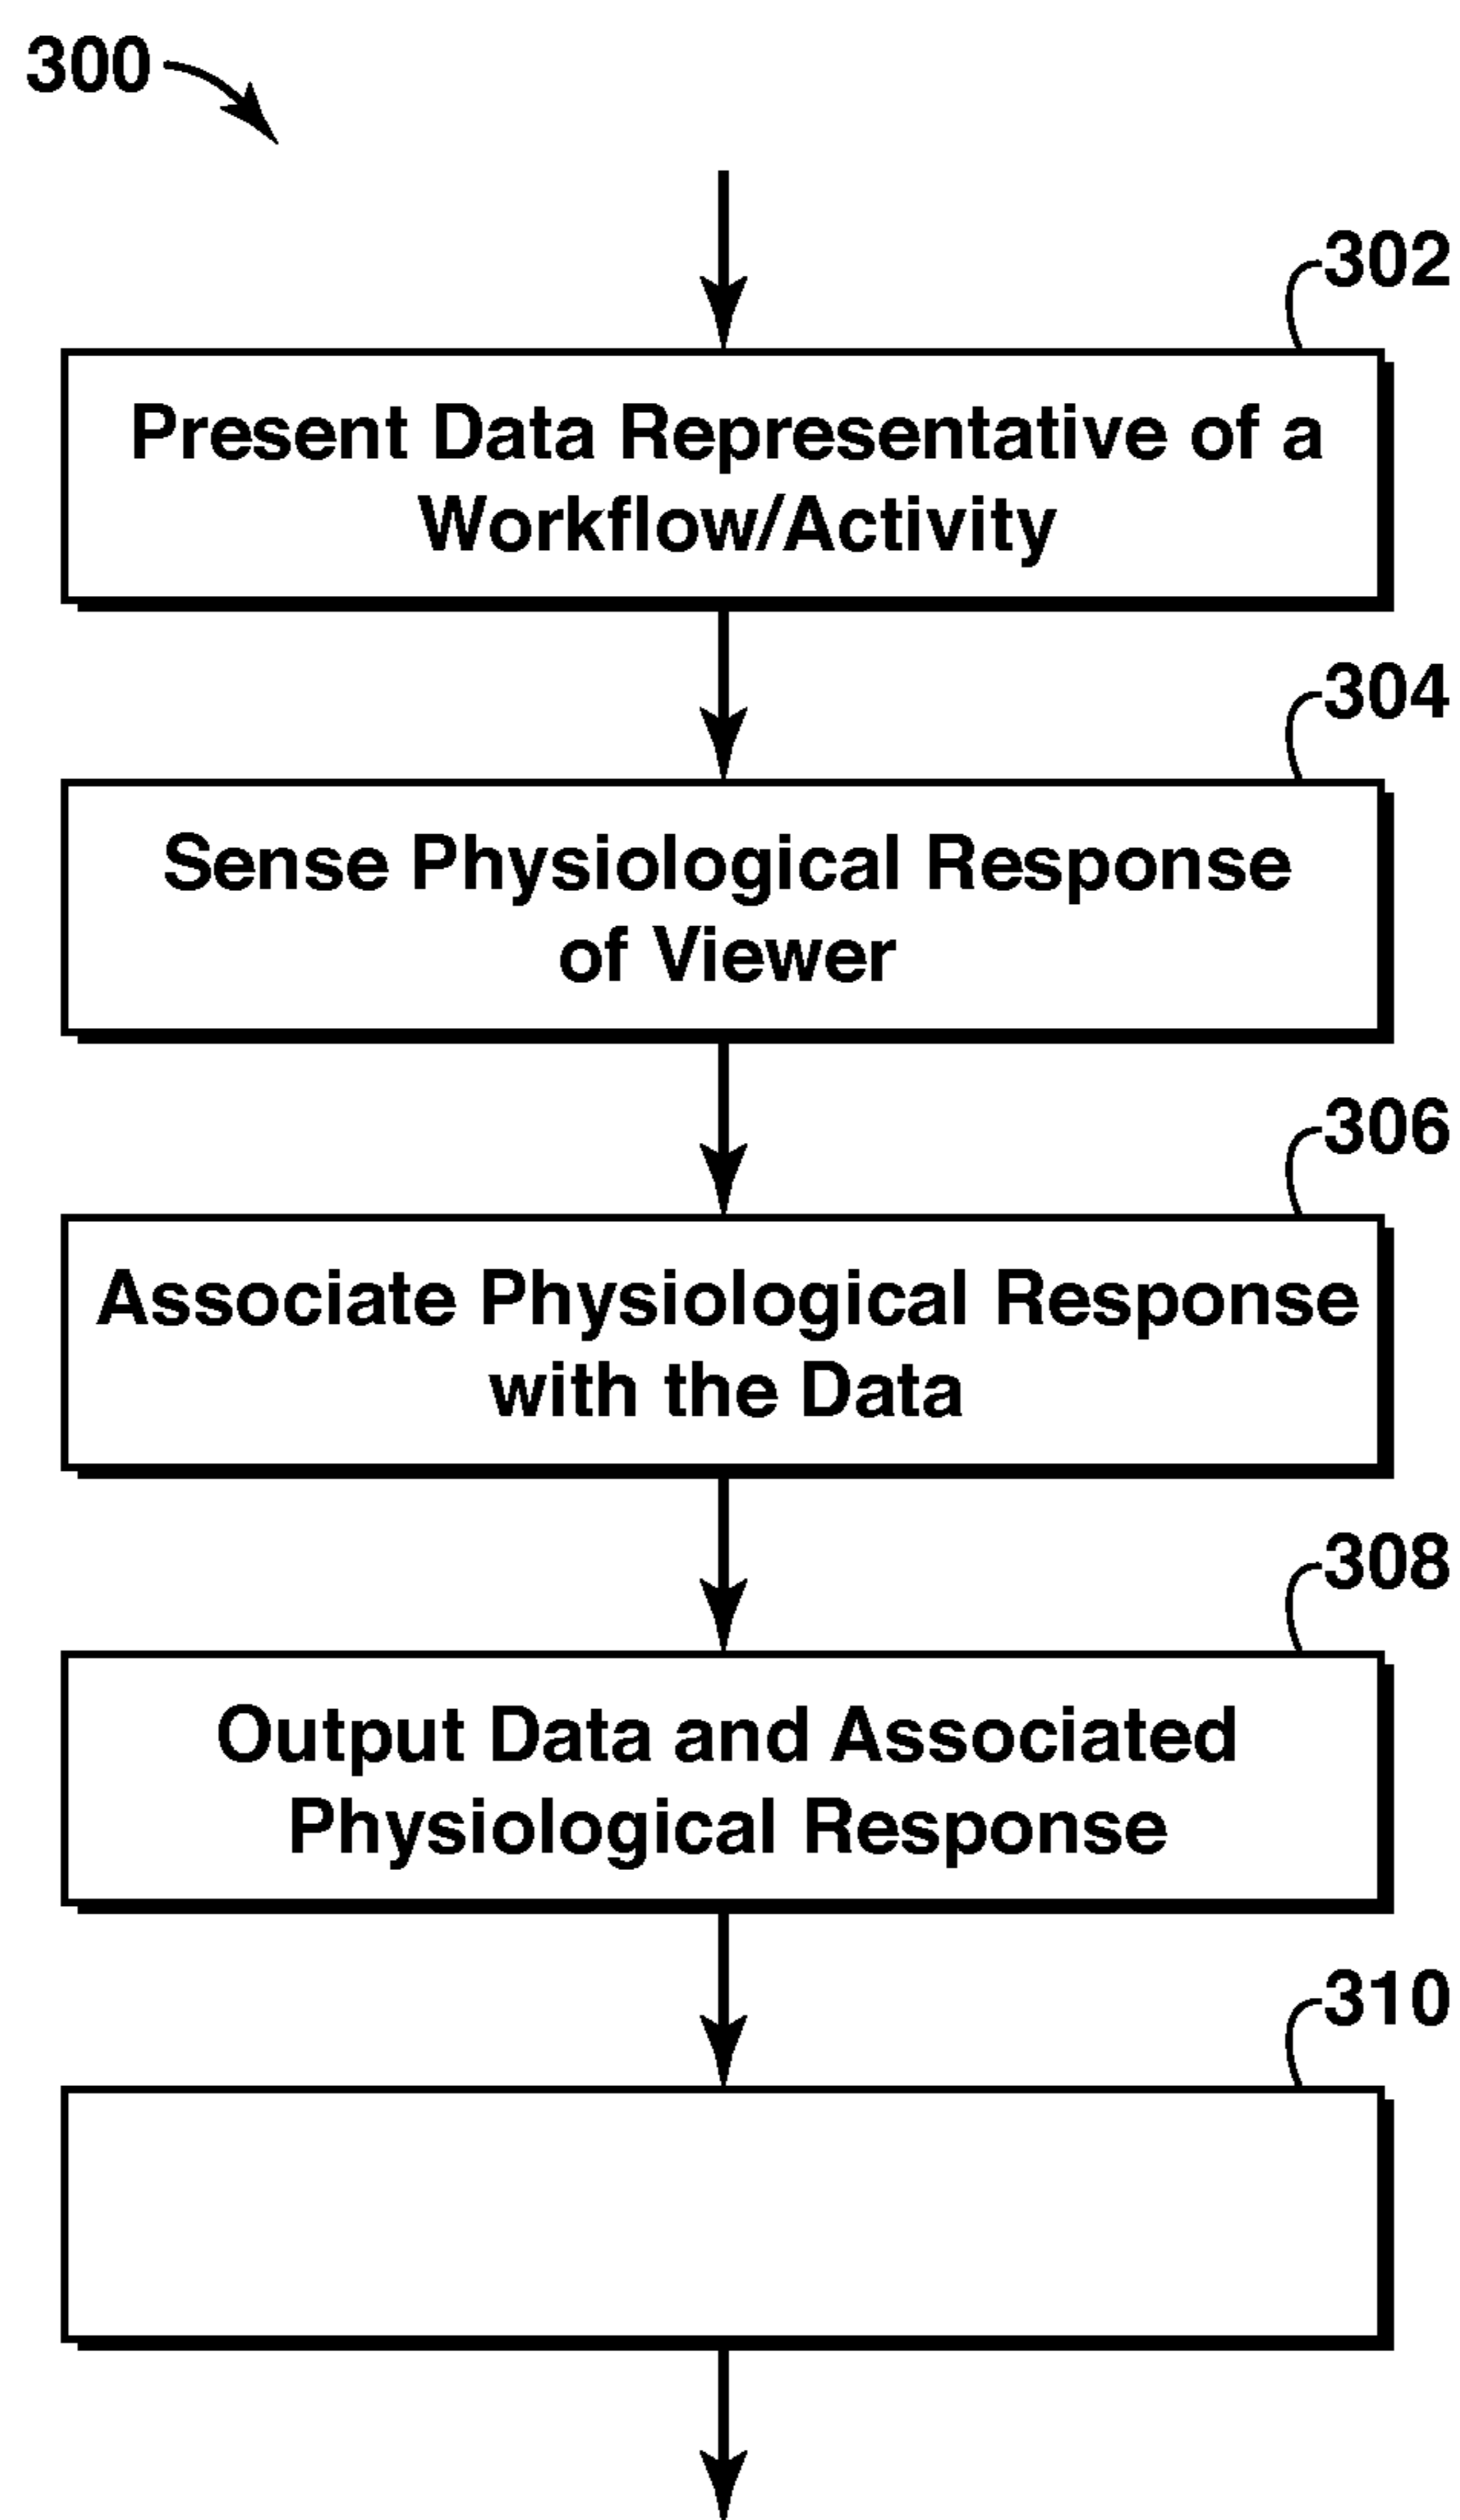 300
302
Present Data Representative of a
Workflow/Activity
304
Sense Physiological Response
of Viewer
306
Associate Physiological Response
with the Data
308
Output Data and Associated
Physiological Response
310